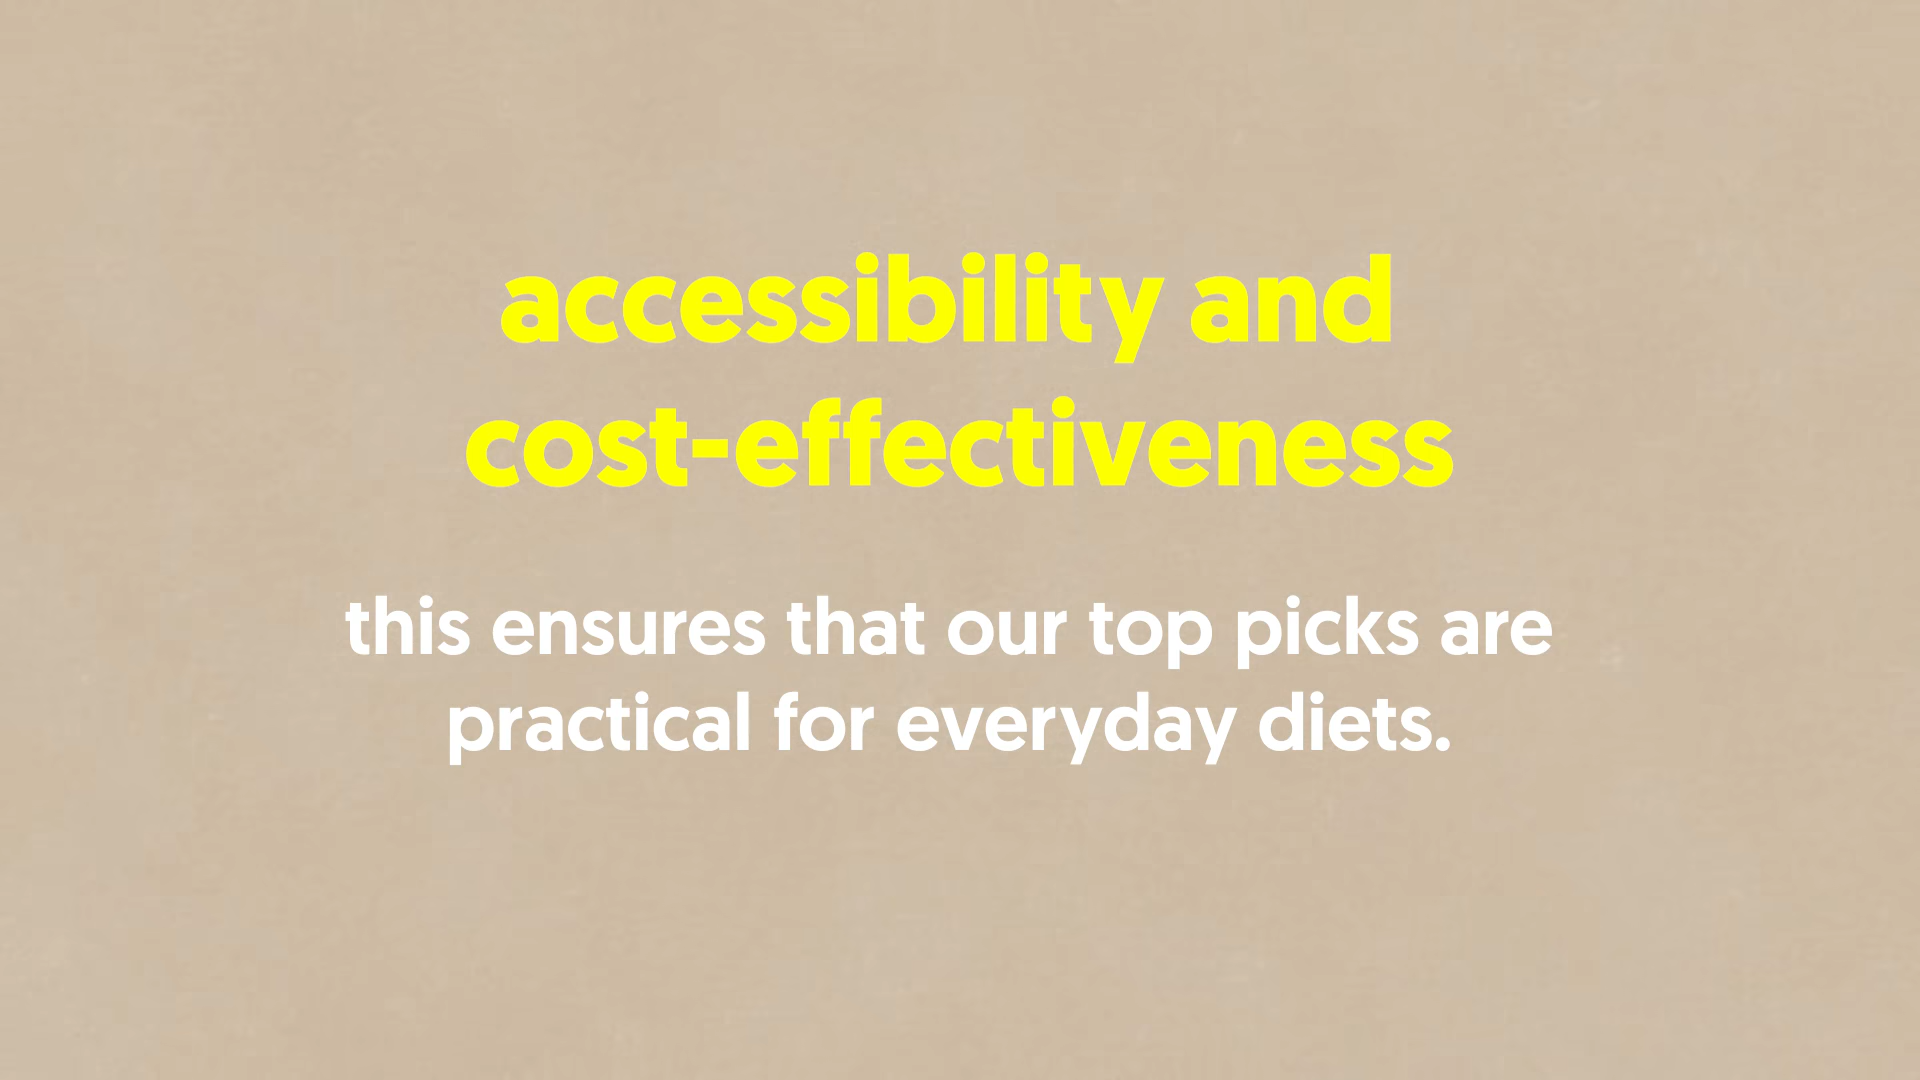 accessibility and
cost-effectiveness
this ensures that our top picks are
practical for everyday diets.